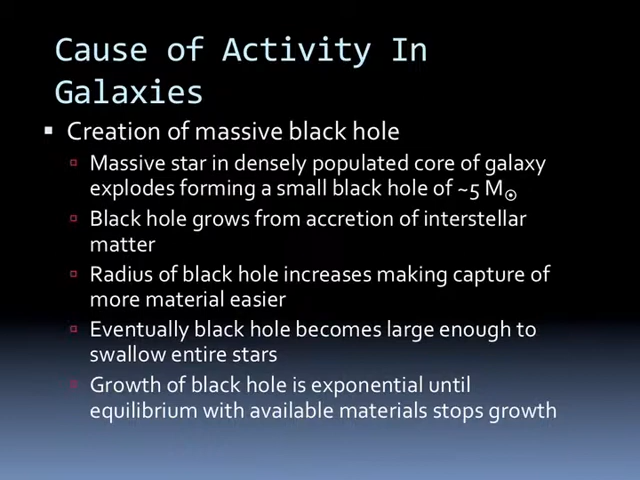 Cause of Activity In
Galaxies
▪ Creation of massive black hole
▫ Massive star in densely populated core of galaxy
explodes forming a small black hole of ~5 M☉
▫ Black hole grows from accretion of interstellar
matter
▫ Radius of black hole increases making capture of
more material easier
▫ Eventually black hole becomes large enough to
swallow entire stars
▫ Growth of black hole is exponential until
equilibrium with available materials stops growth